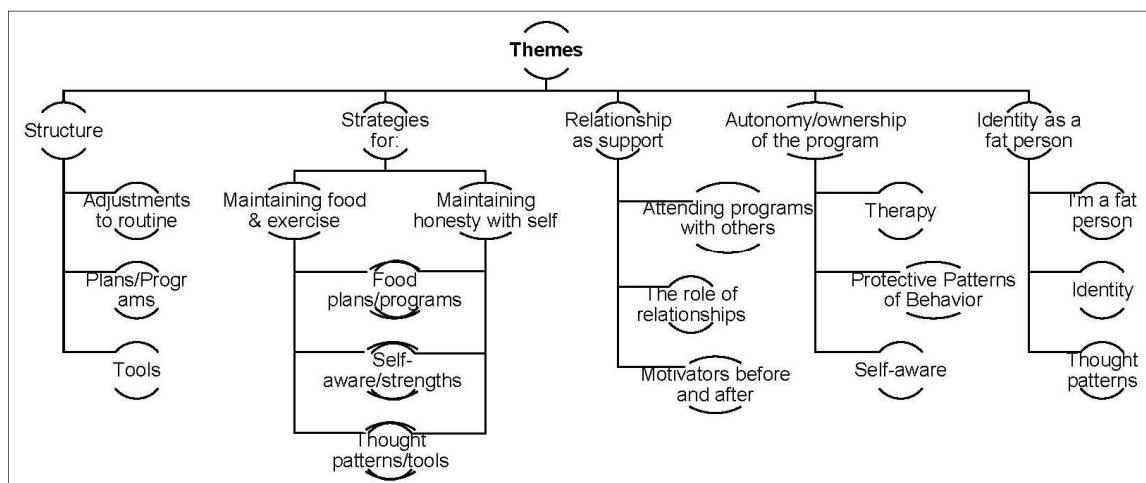 Themes
Structure
Adjustments
to routine
Plans/Progr
ams
Tools
Strategies
for:
Maintaining food
& exercise
Maintaining
honesty with self
Food
plans/programs
Self-
aware/strengths
Thought
patterns/tools
Relationship
as support
Attending programs
with others
The role of
relationships
Motivators before
and after
Autonomy/ownership
of the program
Therapy
Protective Patterns
of Behavior
Self-aware
Identity as a
fat person
I'm a fat
person
Identity
Thought
patterns